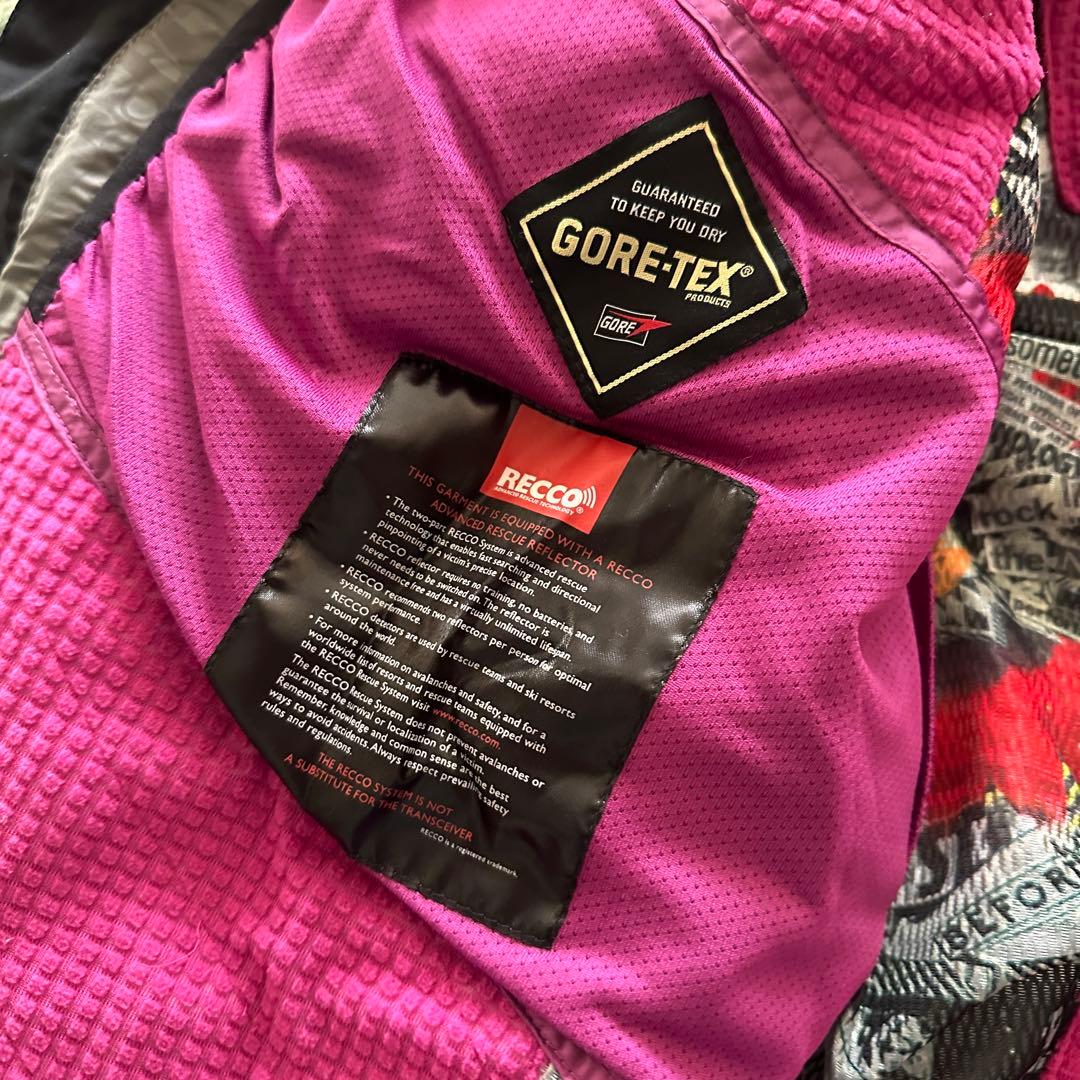 GUARANTEED
TO KEEP YOU DRY
GORE-TEX®
PRODUCTS
GORE
RECCO
ADVANCED RESCUE TECHNOLOGY®
THIS GARMENT IS EQUIPPED WITH A RECCO
ADVANCED RESCUE REFLECTOR
• The two-part RECCO System is advanced rescue
technology that enables fast searching and directional
pinpointing of a victim's precise location.
• RECCO reflector requires no training, no batteries and
never needs to be switched on. The reflector is
maintenance free and has a virtually unlimited lifespan.
• RECCO recommends two reflectors per person for optimal
system performance.
• RECCO detectors are used by rescue teams and ski resorts
around the world.
• For more information on avalanches and safety, and for a
worldwide list of resorts and rescue teams equipped with
the RECCO Rescue System visit www.recco.com.
The RECCO Rescue System does not prevent avalanches or
guarantee the survival or localization of a victim.
Remember, knowledge and common sense are the best
ways to avoid accidents. Always respect prevailing safety
rules and regulations.
THE RECCO SYSTEM IS NOT
A SUBSTITUTE FOR THE TRANSCEIVER
RECCO is a registered trademark.
rock
the